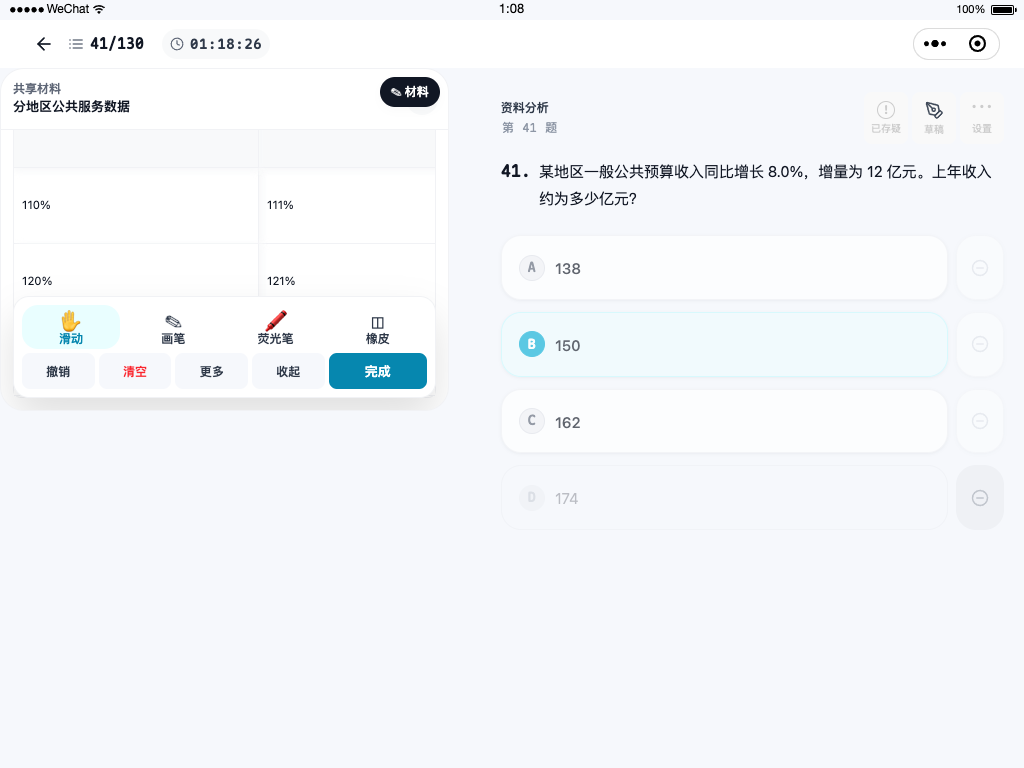 WeChat
1:08
100%
41/130
01:18:26
共享材料
分地区公共服务数据
✎ 材料
110%
111%
120%
121%
滑动
画笔
荧光笔
橡皮
撤销
清空
更多
收起
完成
资料分析
第 41 题
已存疑
草稿
设置
41. 某地区一般公共预算收入同比增长 8.0%，增量为 12 亿元。上年收入
约为多少亿元?
A 138
B 150
C 162
D 174